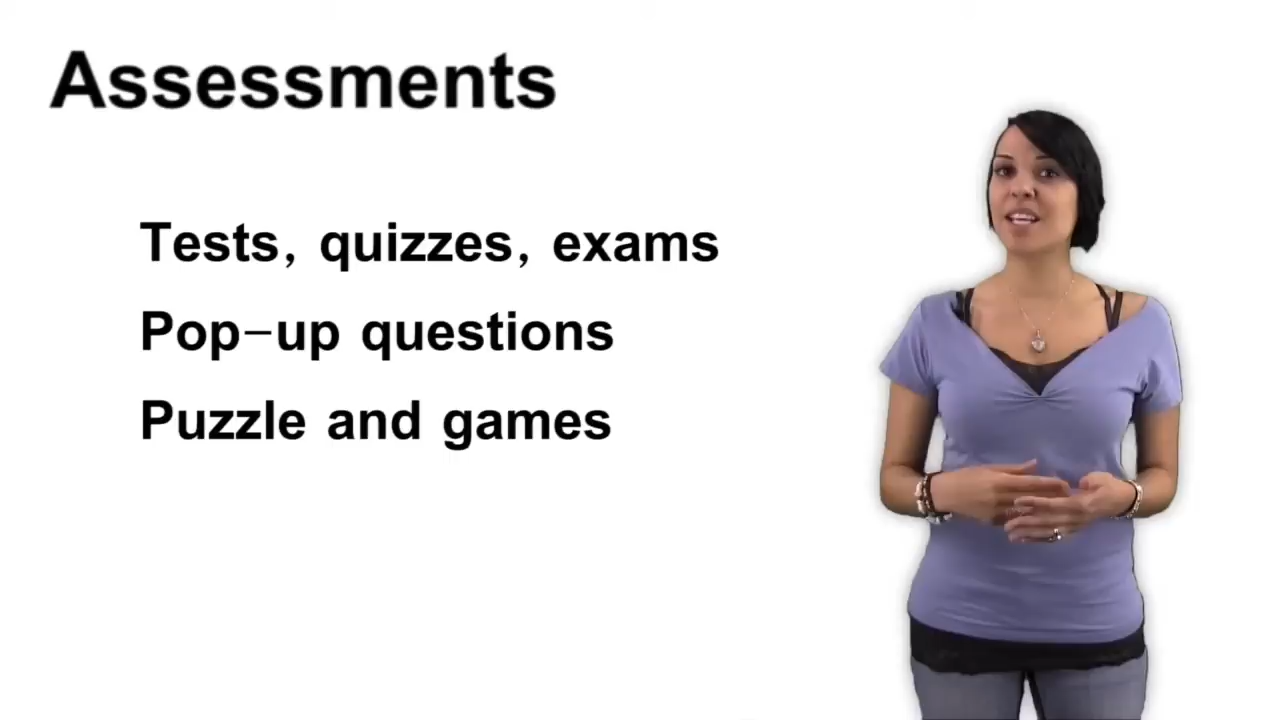 Assessments
Tests, quizzes, exams
Pop-up questions
Puzzle and games